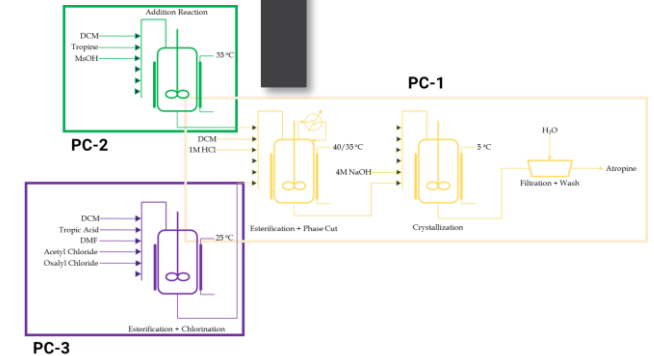 Addition Reaction
DCM
Tropine
MsOH
35 °C
PC-2
PC-1
DCM
1M HCl
40/35 °C
4M NaOH
5 °C
H₂O
Atropine
Filtration + Wash
Esterification + Phase Cut
Crystallization
DCM
Tropic Acid
DMF
Acetyl Chloride
Oxalyl Chloride
25 °C
Esterification + Chlorination
PC-3